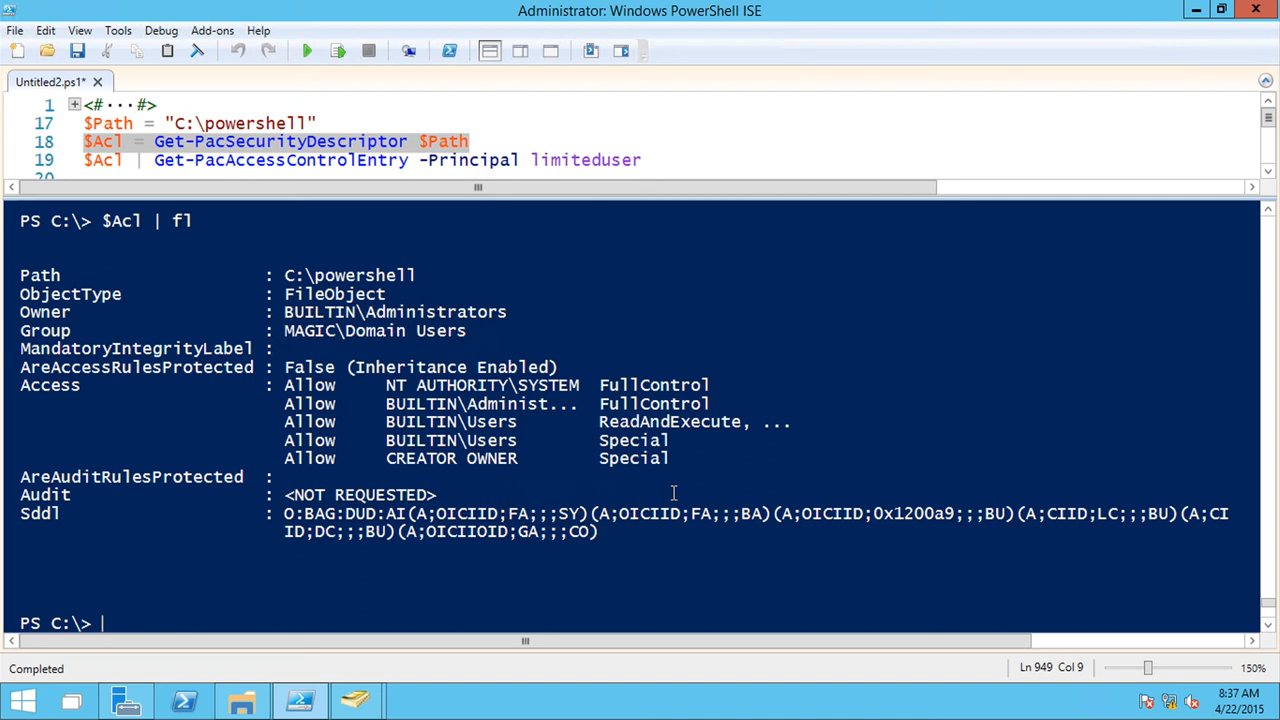 Administrator: Windows PowerShell ISE
File Edit View Tools Debug Add-ons Help
Untitled2.ps1*
1 <#···#>
17 $Path = "C:\powershell"
18 $Acl = Get-PacSecurityDescriptor $Path
19 $Acl | Get-PacAccessControlEntry -Principal limiteduser
20
PS C:\> $Acl | fl
Path : C:\powershell
ObjectType : FileObject
Owner : BUILTIN\Administrators
Group : MAGIC\Domain Users
MandatoryIntegrityLabel :
AreAccessRulesProtected : False (Inheritance Enabled)
Access : Allow NT AUTHORITY\SYSTEM FullControl
Allow BUILTIN\Administ... FullControl
Allow BUILTIN\Users ReadAndExecute, ...
Allow BUILTIN\Users Special
Allow CREATOR OWNER Special
AreAuditRulesProtected :
Audit : <NOT REQUESTED>
Sddl : O:BAG:DUD:AI(A;OICIID;FA;;;SY)(A;OICIID;FA;;;BA)(A;OICIID;0x1200a9;;;BU)(A;CIID;LC;;;BU)(A;CI
ID;DC;;;BU)(A;OICIIOID;GA;;;CO)
PS C:\>
Completed
Ln 949 Col 9
150%
8:37 AM
4/22/2015